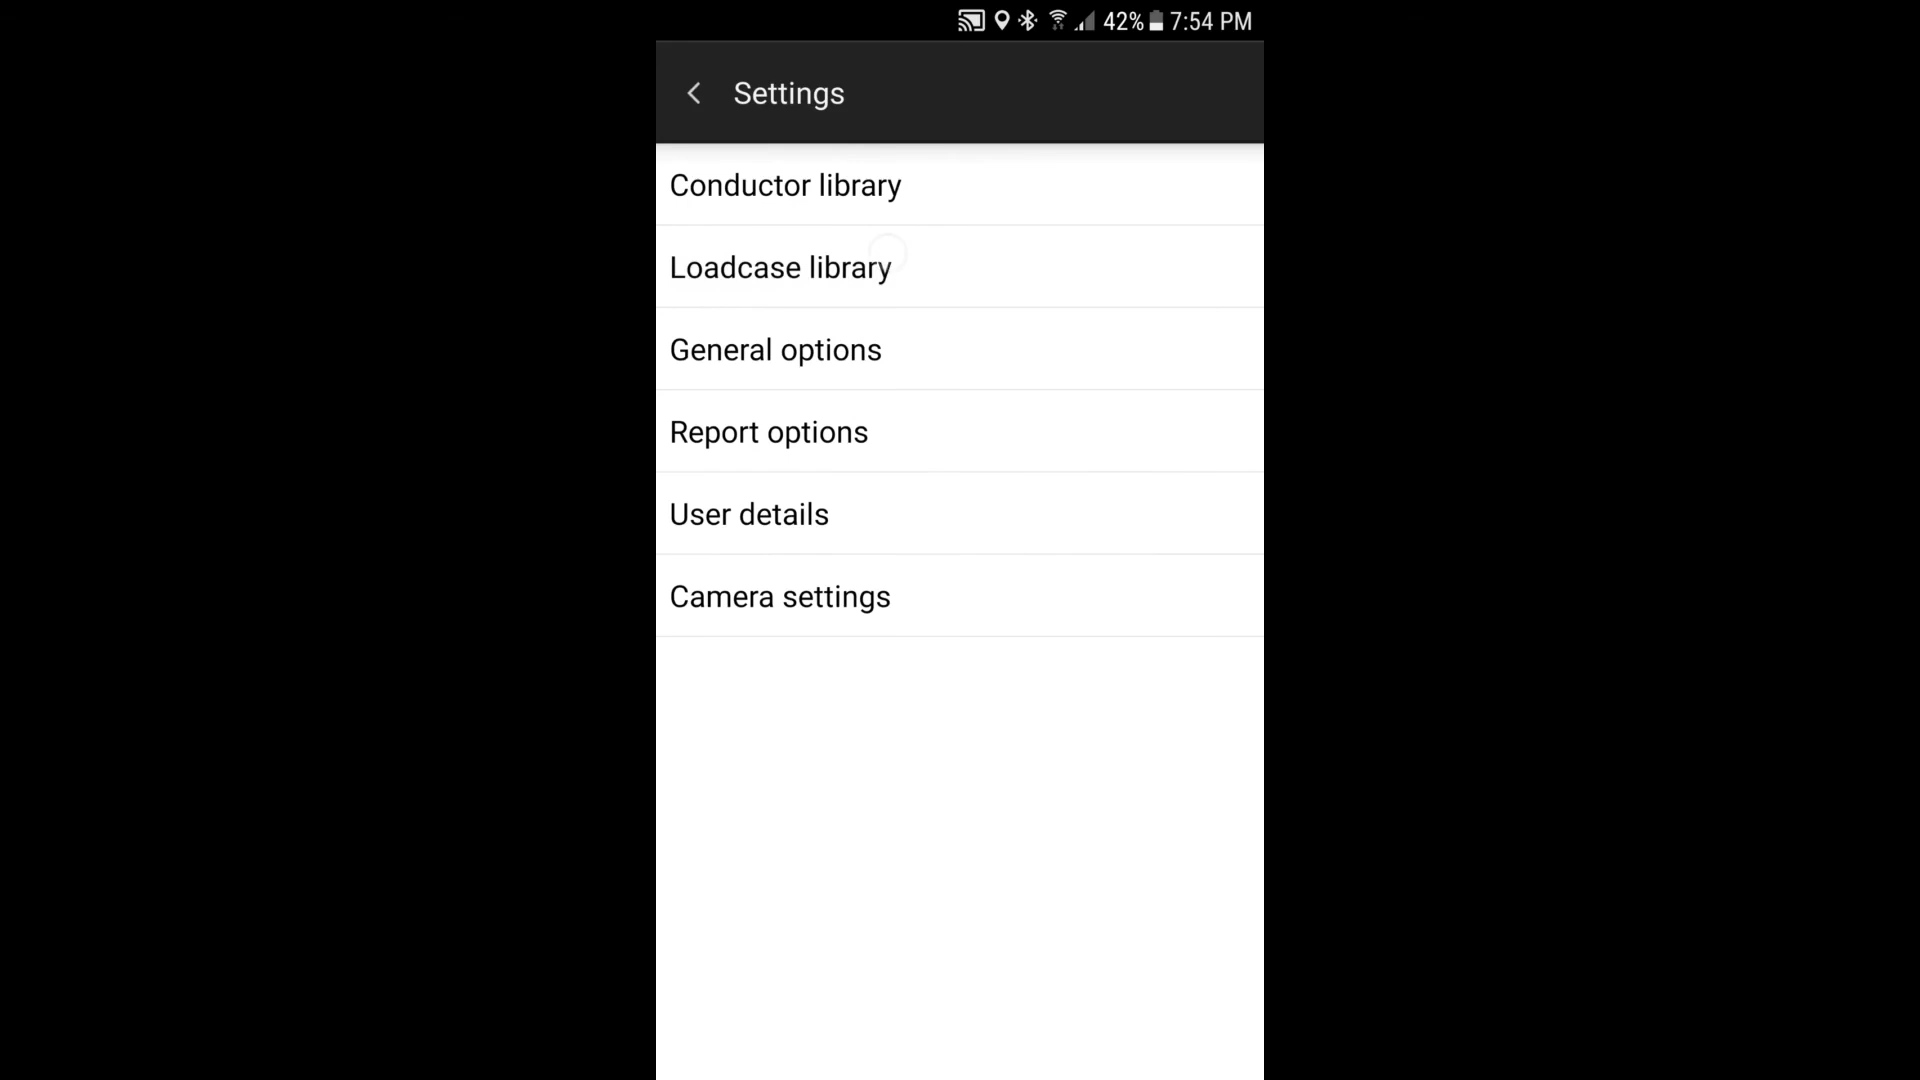 42% 7:54 PM
Settings
Conductor library
Loadcase library
General options
Report options
User details
Camera settings